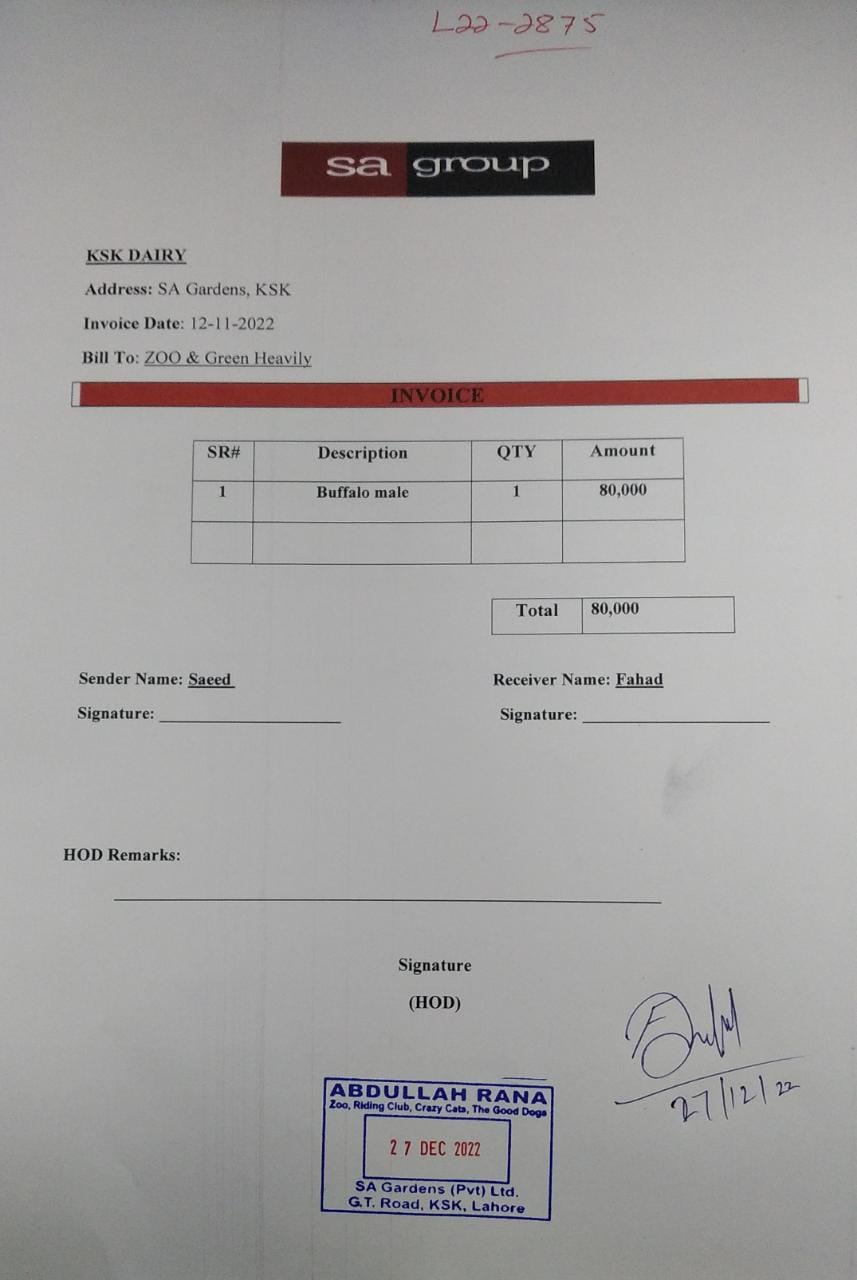 L22-2875
sa group
KSK DAIRY
Address: SA Gardens, KSK
Invoice Date: 12-11-2022
Bill To: ZOO & Green Heavily
INVOICE
SR# Description QTY Amount
1 Buffalo male 1 80,000
Total 80,000
Sender Name: Saeed Receiver Name: Fahad
Signature: Signature:
HOD Remarks:
Signature
(HOD)
27/12/22
ABDULLAH RANA
Zoo, Riding Club, Crazy Cats, The Good Dogs
27 DEC 2022
SA Gardens (Pvt) Ltd.
G.T. Road, KSK, Lahore